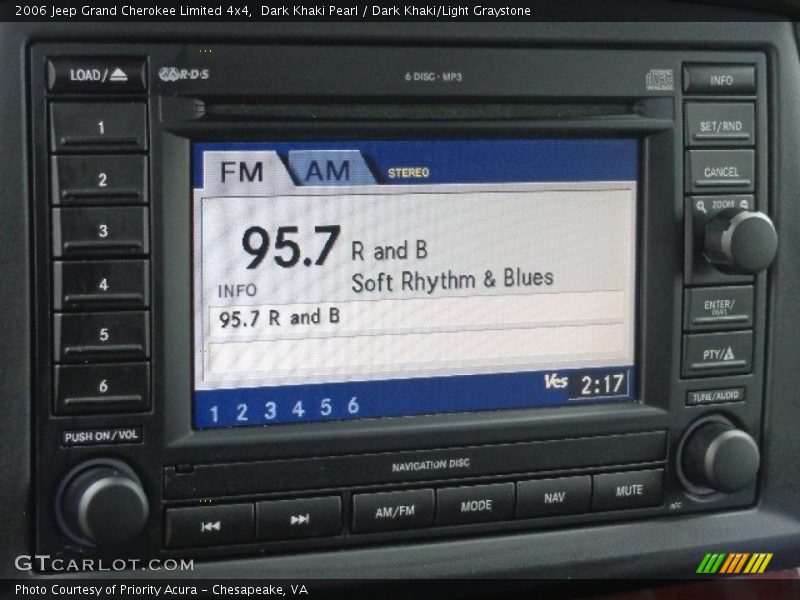 2006 Jeep Grand Cherokee Limited 4x4,  Dark Khaki Pearl / Dark Khaki/Light Graystone
LOAD/
R·D·S
6 DISC - MP3
INFO
1
2
3
4
5
6
SET/RND
CANCEL
ZOOM
ENTER/
PTY/
TUNE/AUDIO
FM
AM
STEREO
95.7
R and B
Soft Rhythm & Blues
INFO
95.7 R and B
1 2 3 4 5 6
Yes 2:17
PUSH ON/VOL
NAVIGATION DISC
AM/FM
MODE
NAV
MUTE
GTCARLOT.COM
Photo Courtesy of Priority Acura - Chesapeake, VA